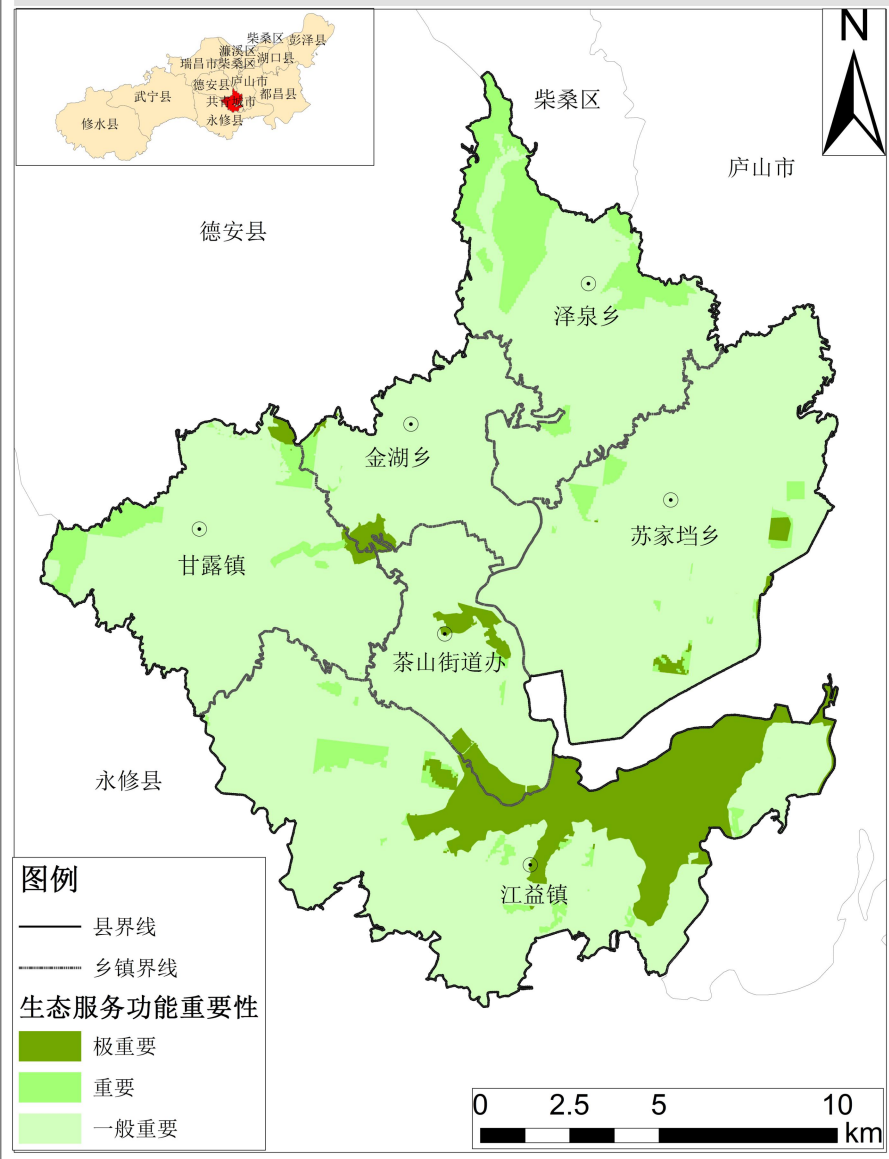 柴桑区
彭泽县
濂溪区
瑞昌市
柴桑区
湖口县
德安县
庐山市
武宁县
共青城市
都昌县
修水县
永修县
N
柴桑区
庐山市
德安县
泽泉乡
金湖乡
苏家垱乡
甘露镇
茶山街道办
永修县
江益镇
图例
县界线
乡镇界线
生态服务功能重要性
极重要
重要
一般重要
0 2.5 5 10
km